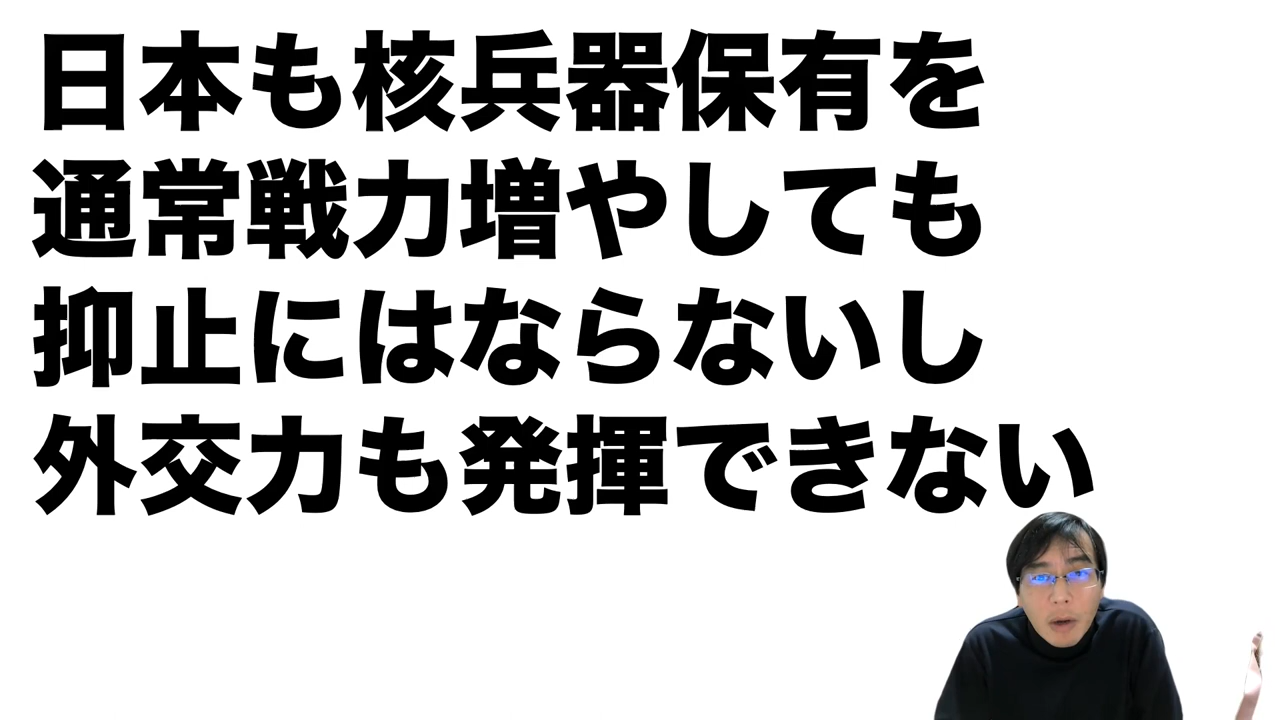 日本も核兵器保有を
通常戦力増やしても
抑止にはならないし
外交力も発揮できない